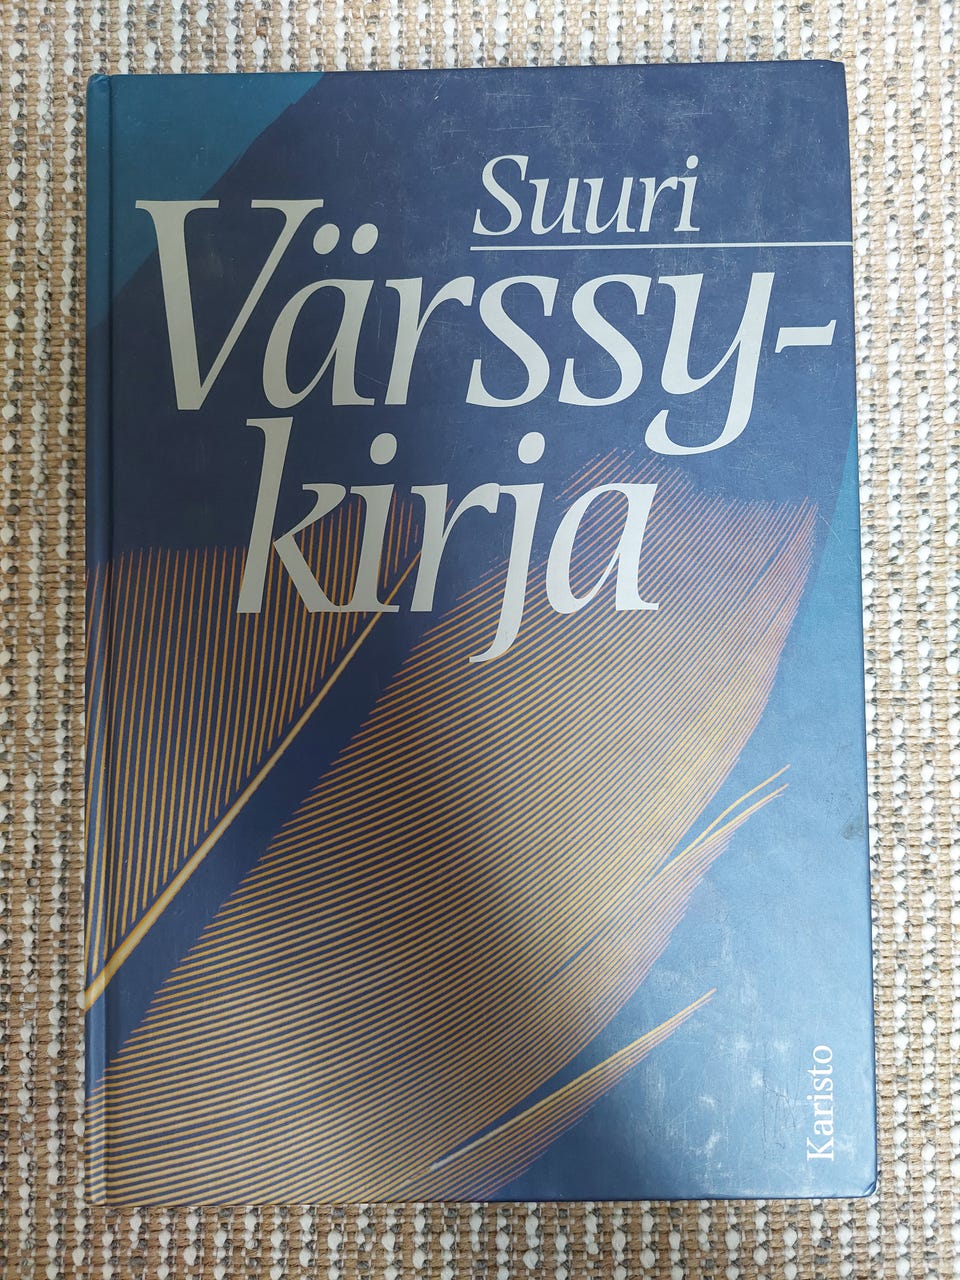 Suuri
Värssy-
kirja
Karisto